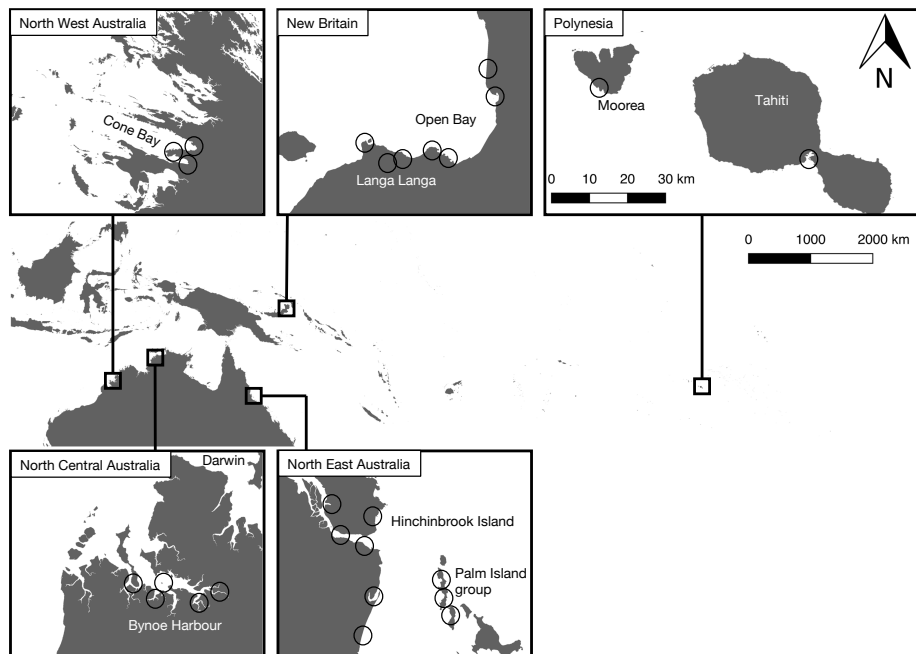 North West Australia
Cone Bay
New Britain
Open Bay
Langa Langa
Polynesia
N
Moorea
Tahiti
0 10 20 30 km
0 1000 2000 km
North Central Australia
Darwin
Bynoe Harbour
North East Australia
Hinchinbrook Island
Palm Island
group